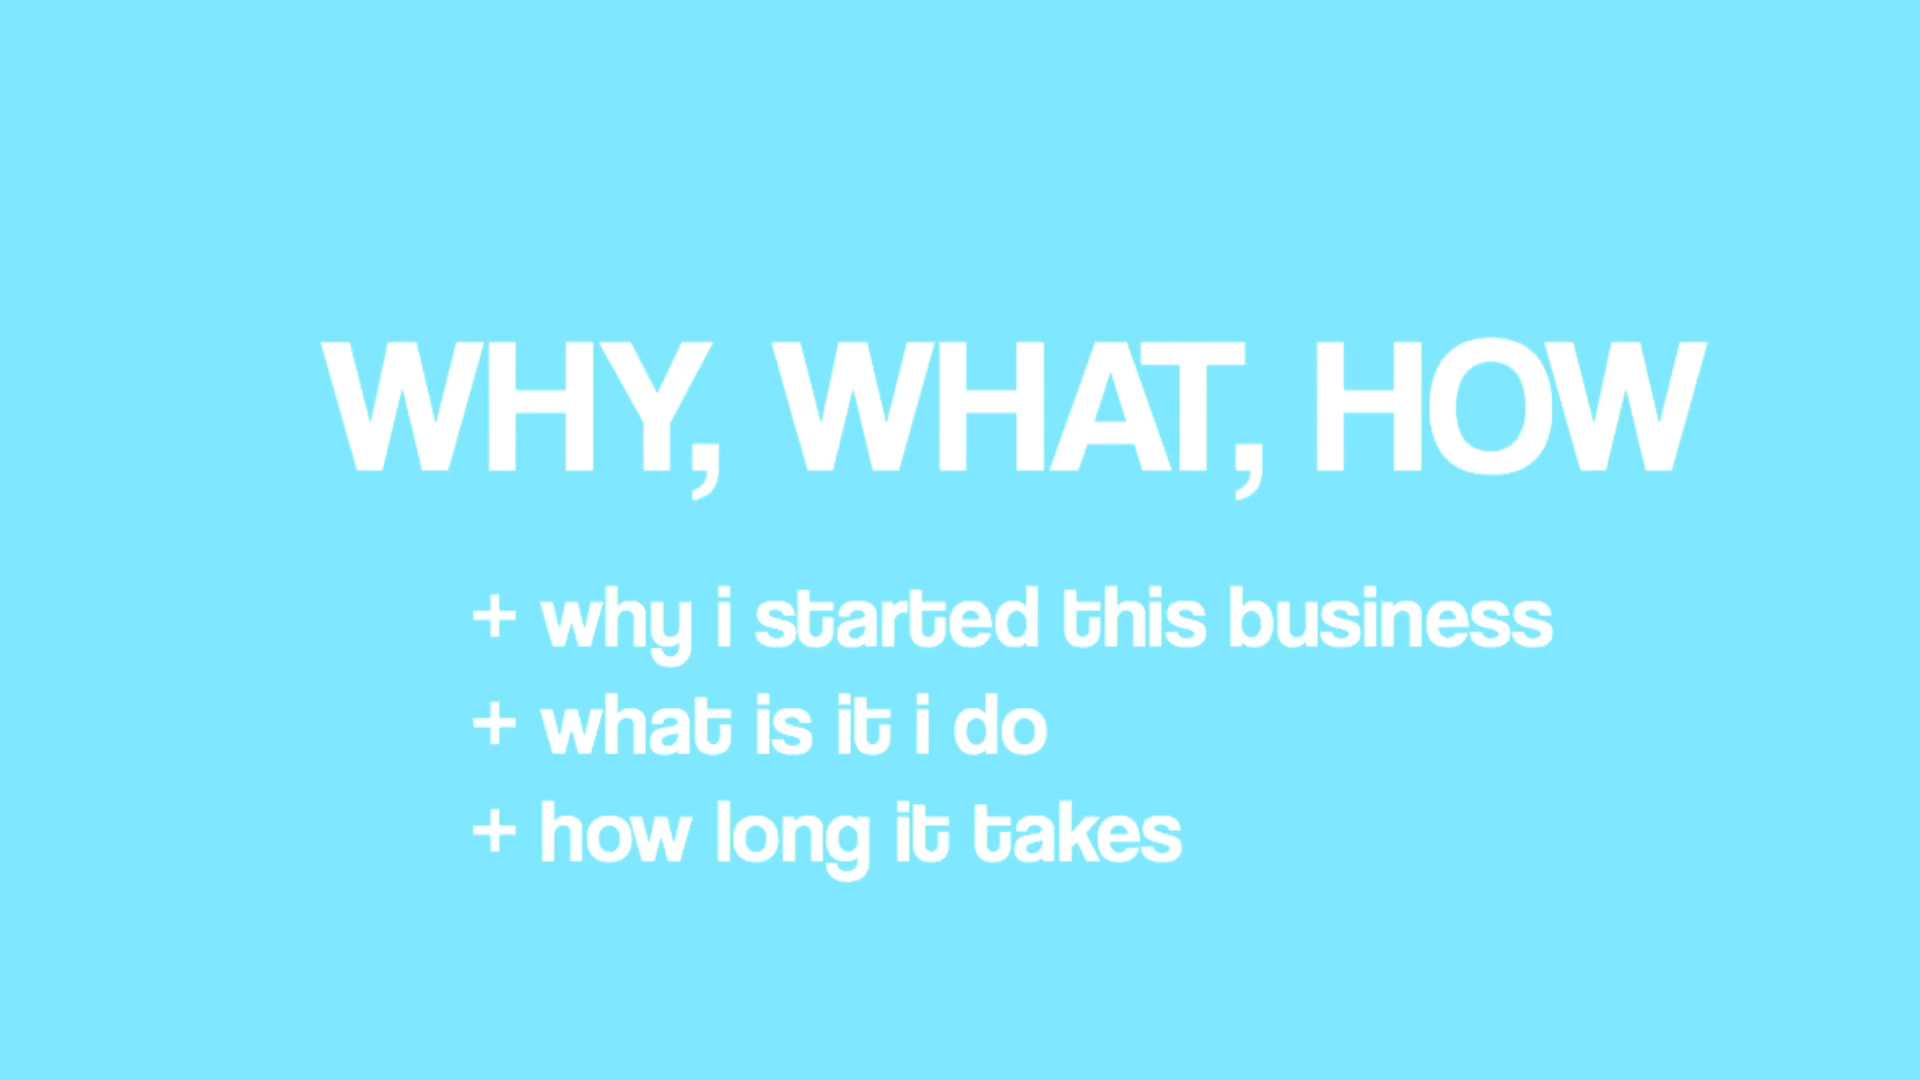 WHY, WHAT, HOW
+ why i started this business
+ what is it i do
+ how long it takes